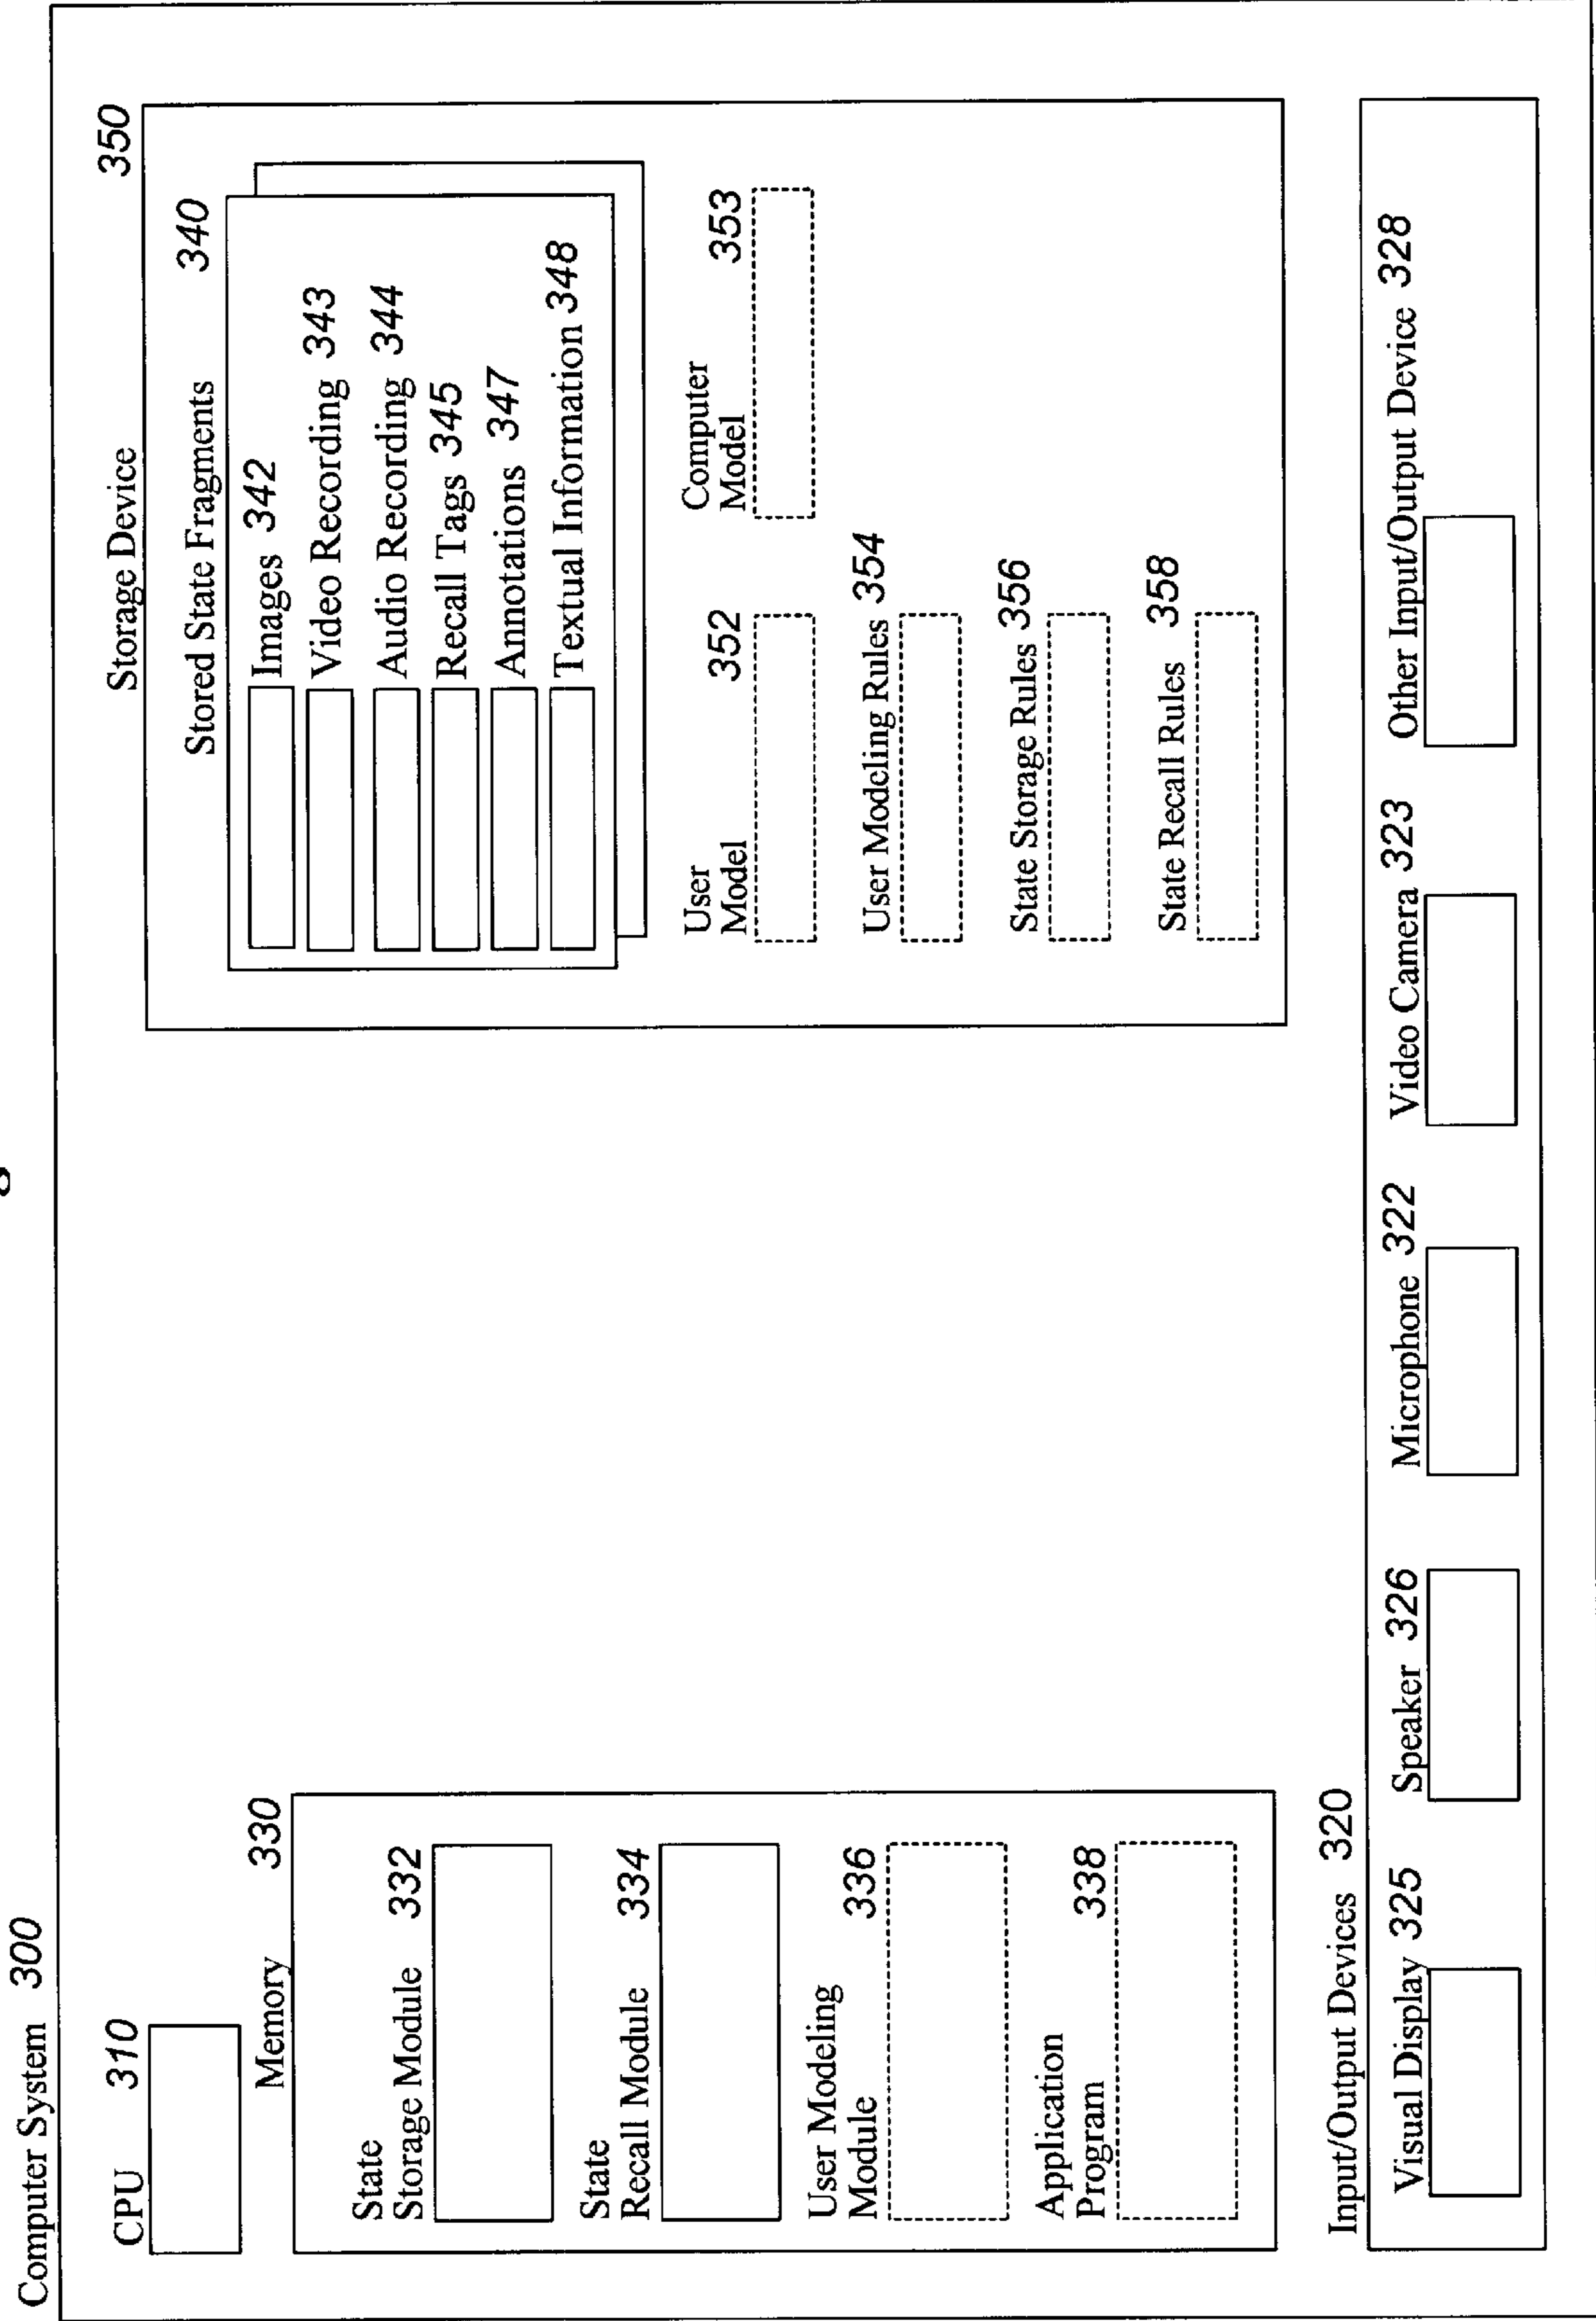 Computer System 300
CPU 310
Memory 330
State
Storage Module 332
State
Recall Module 334
User Modeling
Module 336
Application
Program 338
Storage Device 350
Stored State Fragments 340
Images 342
Video Recording 343
Audio Recording 344
Recall Tags 345
Annotations 347
Textual Information 348
User
Model 352
Computer
Model 353
User Modeling Rules 354
State Storage Rules 356
State Recall Rules 358
Input/Output Devices 320
Visual Display 325
Speaker 326
Microphone 322
Video Camera 323
Other Input/Output Device 328